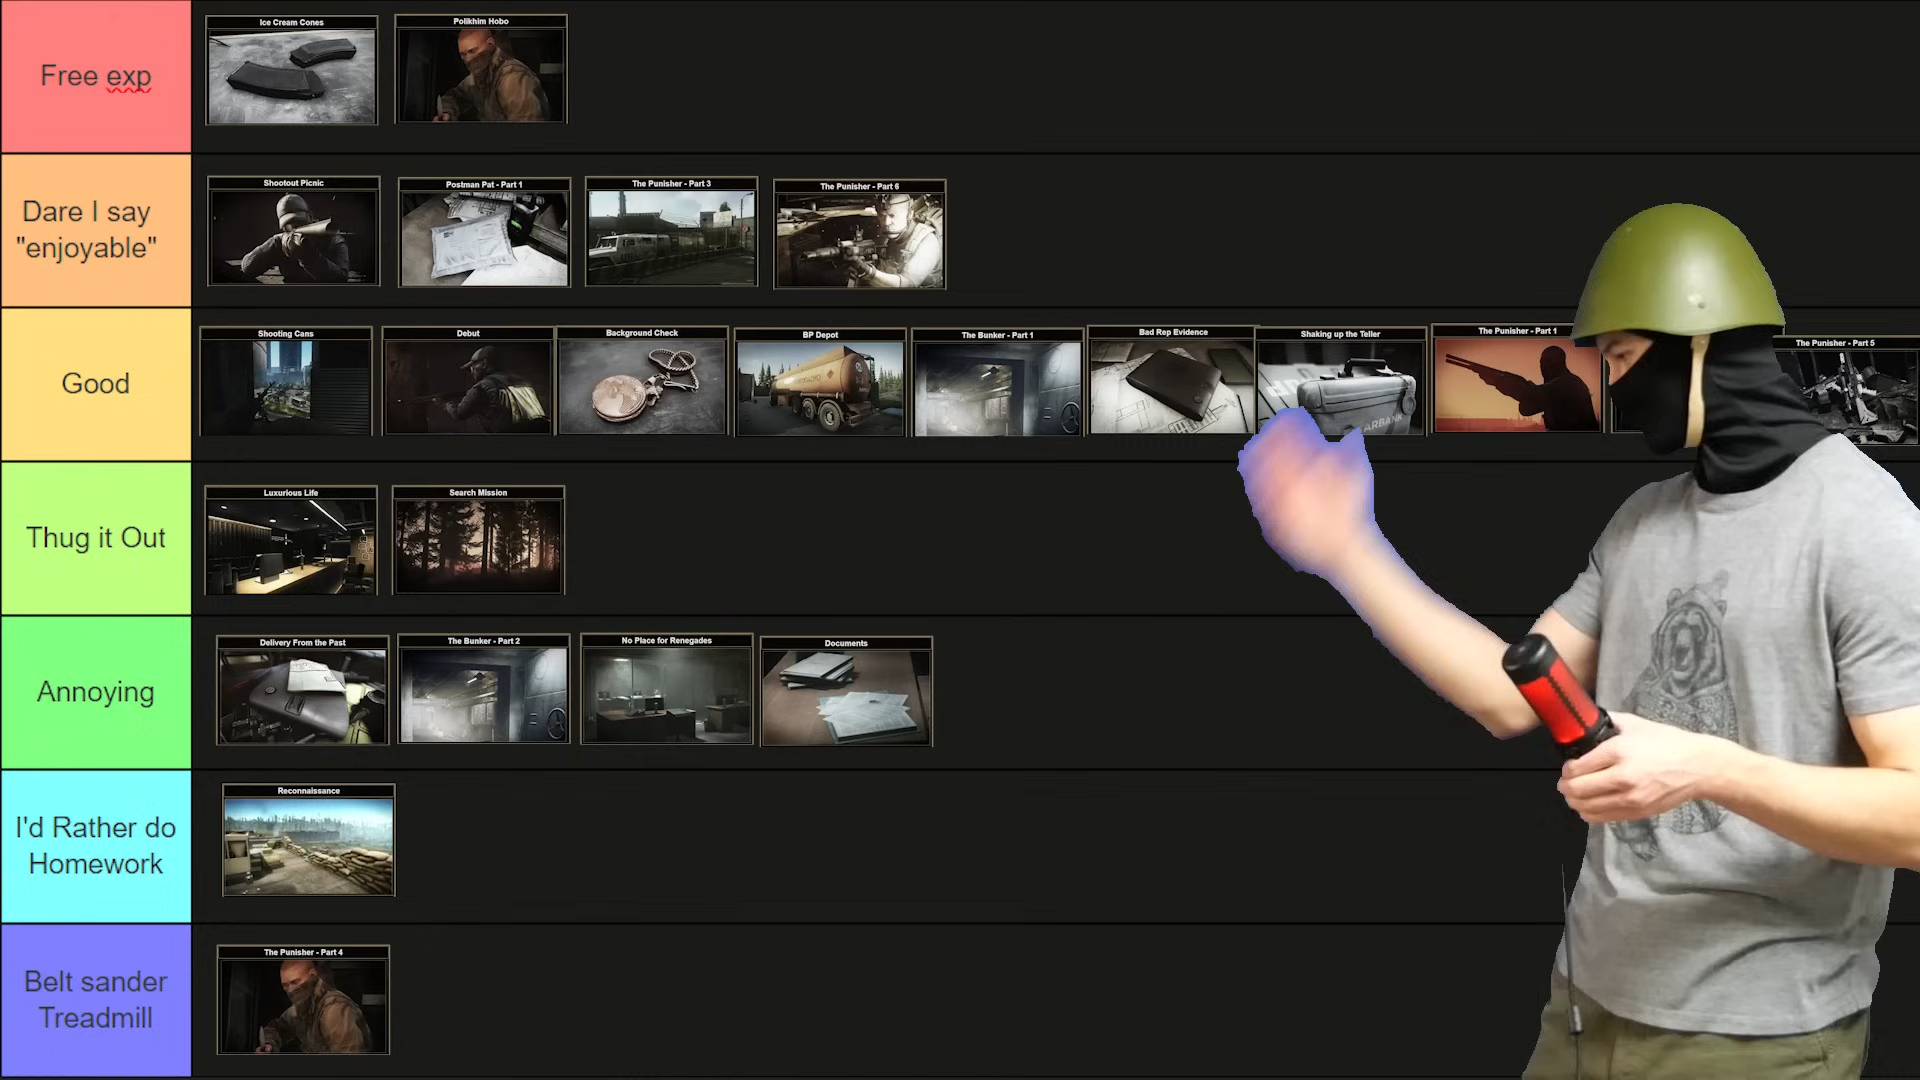 Free exp
Ice Cream Cones
Polikhim Hobo
Dare I say
"enjoyable"
Shootout Picnic
Postman Pat - Part 1
The Punisher - Part 3
The Punisher - Part 6
Good
Shooting Cans
Debut
Background Check
BP Depot
The Bunker - Part 1
Bad Rep Evidence
Shaking up the Teller
The Punisher - Part 1
The Punisher - Part 5
Thug it Out
Luxurious Life
Search Mission
Annoying
Delivery From the Past
The Bunker - Part 2
No Place for Renegades
Documents
I'd Rather do
Homework
Reconnaissance
Belt sander
Treadmill
The Punisher - Part 4